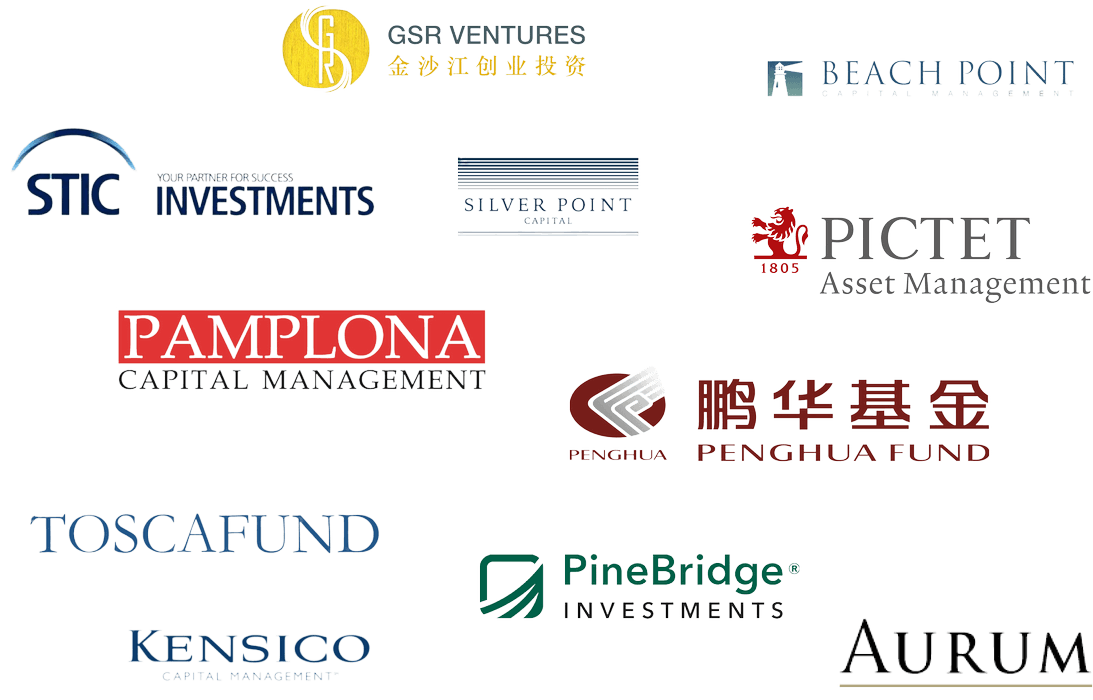 GSR VENTURES
金沙江创业投资
BEACH POINT
CAPITAL MANAGEMENT
STIC
YOUR PARTNER FOR SUCCESS
INVESTMENTS
SILVER POINT
CAPITAL
1805
PICTET
Asset Management
PAMPLONA
CAPITAL MANAGEMENT
PENGHUA
鹏华基金
PENGHUA FUND
TOSCAFUND
PineBridge®
INVESTMENTS
KENSICO
CAPITAL MANAGEMENT™
AURUM